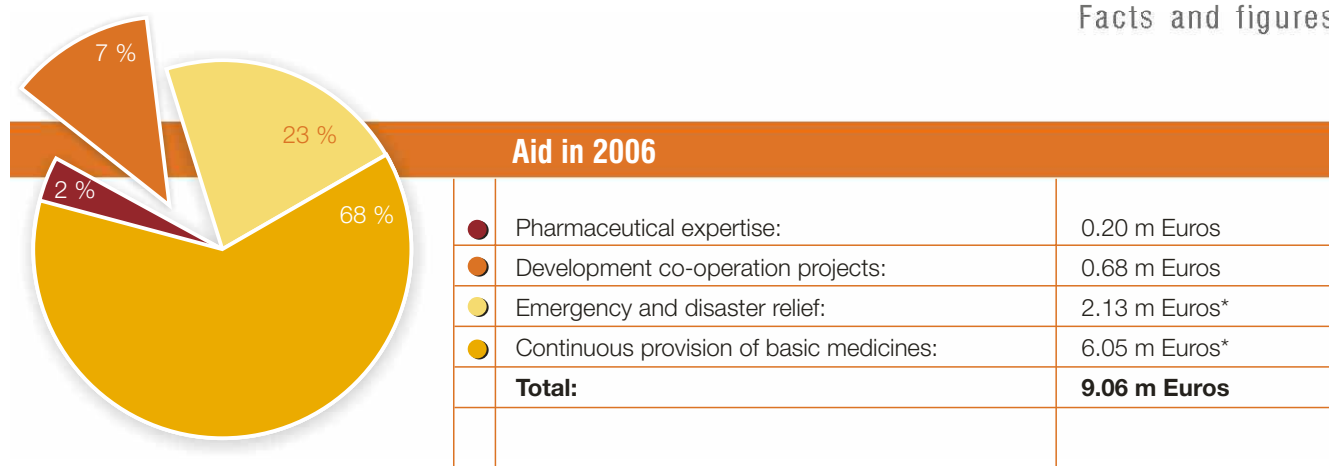 Facts and figures
7 %
23 %
2 %
68 %
Aid in 2006
Pharmaceutical expertise: 0.20 m Euros
Development co-operation projects: 0.68 m Euros
Emergency and disaster relief: 2.13 m Euros*
Continuous provision of basic medicines: 6.05 m Euros*
Total: 9.06 m Euros